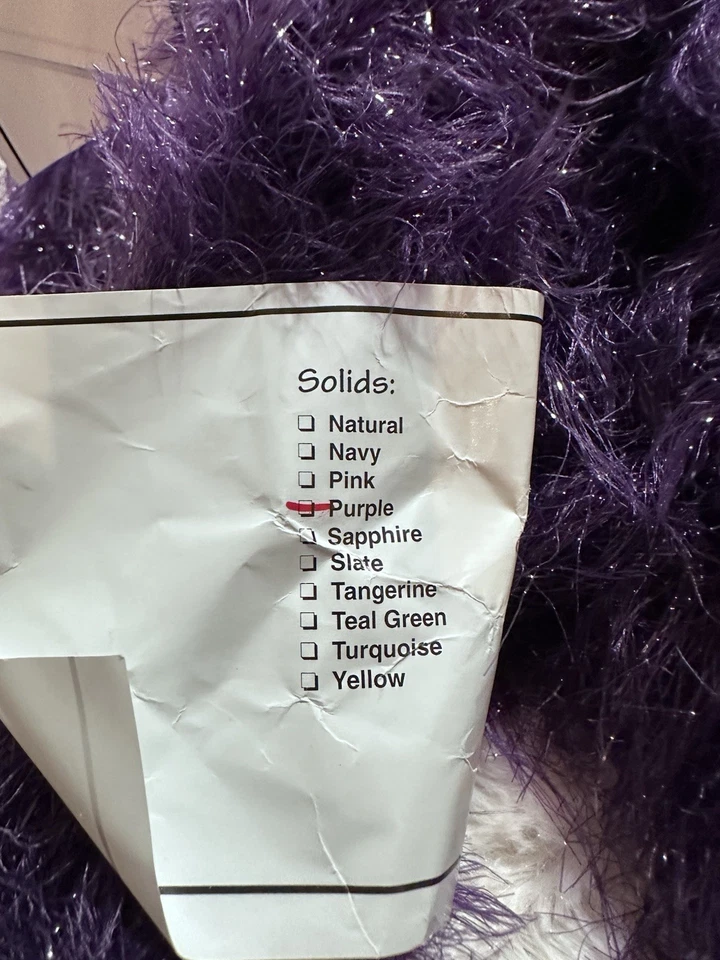 Solids:
❑ Natural
❑ Navy
❑ Pink
❑ Purple
❑ Sapphire
❑ Slate
❑ Tangerine
❑ Teal Green
❑ Turquoise
❑ Yellow